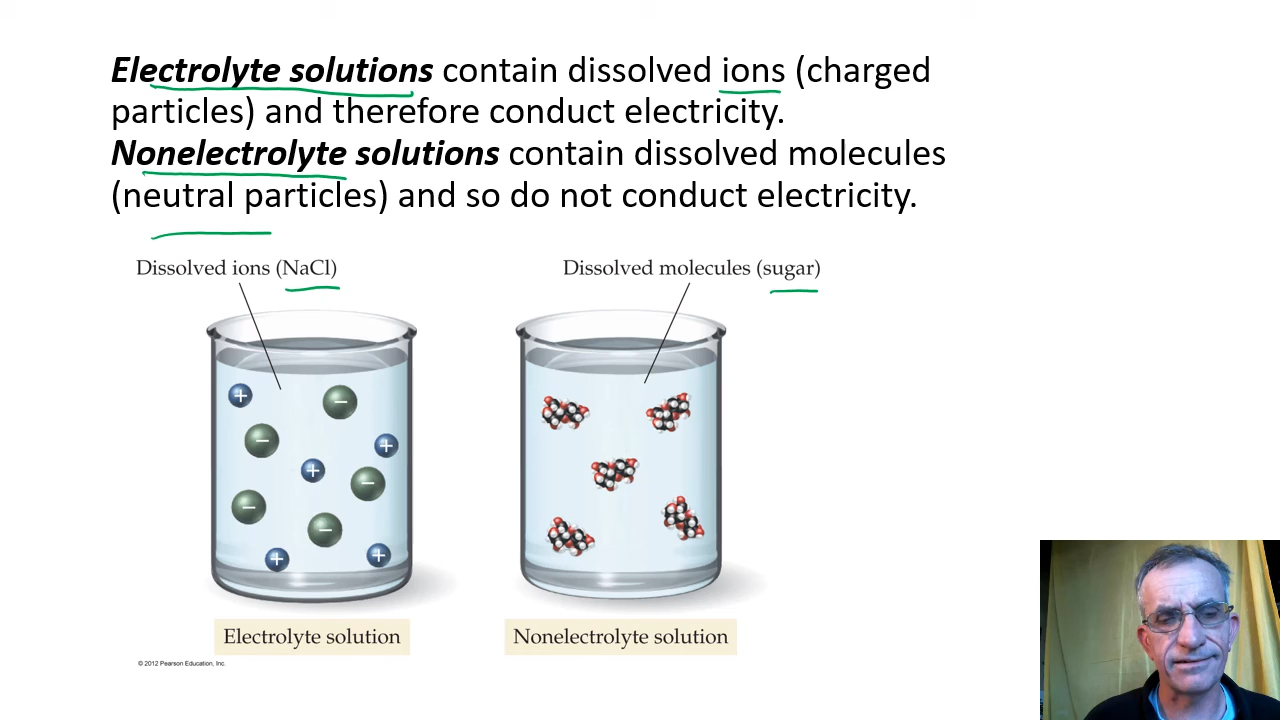 Electrolyte solutions contain dissolved ions (charged
particles) and therefore conduct electricity.
Nonelectrolyte solutions contain dissolved molecules
(neutral particles) and so do not conduct electricity.
Dissolved ions (NaCl)
Dissolved molecules (sugar)
+
−
−
+
+
−
−
−
+
+
Electrolyte solution
Nonelectrolyte solution
© 2012 Pearson Education, Inc.